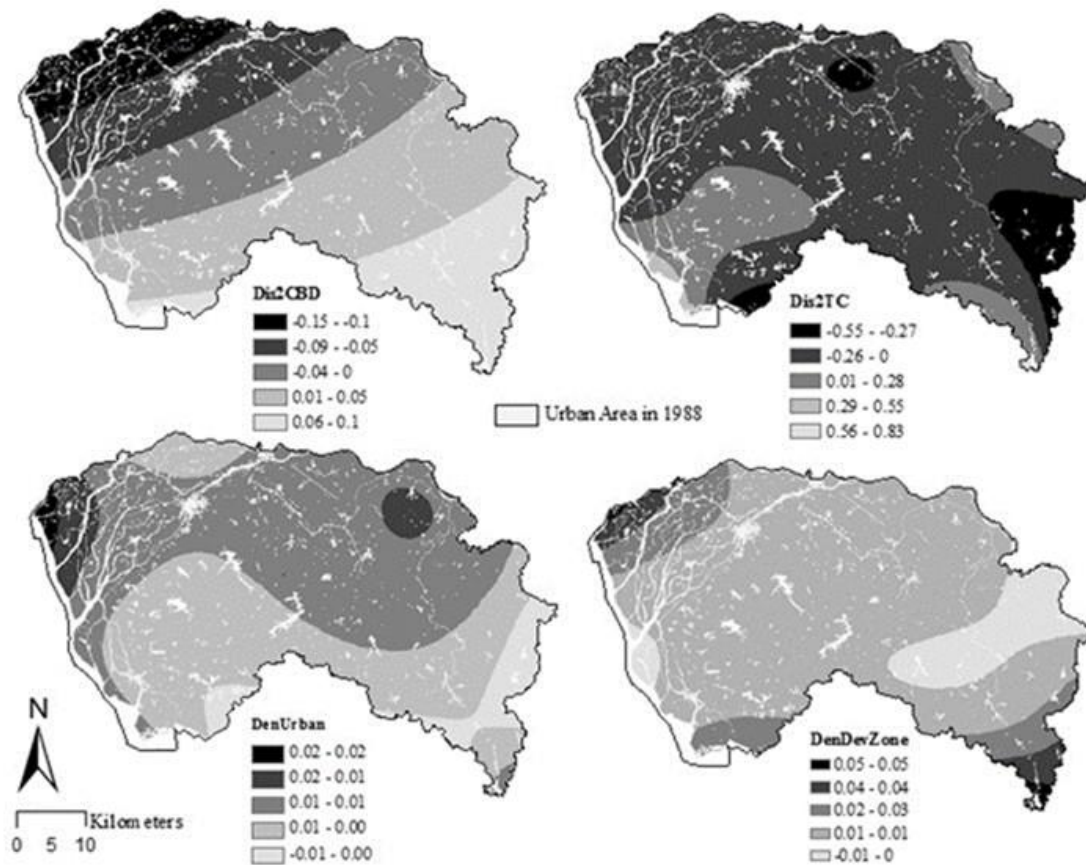 Dis2CBD
-0.15 - -0.1
-0.09 - -0.05
-0.04 - 0
0.01 - 0.05
0.06 - 0.1
Dis2TC
-0.55 - -0.27
-0.26 - 0
0.01 - 0.28
0.29 - 0.55
0.56 - 0.83
Urban Area in 1988
DenUrban
0.02 - 0.02
0.02 - 0.01
0.01 - 0.01
0.01 - 0.00
-0.01 - 0.00
DenDevZone
0.05 - 0.05
0.04 - 0.04
0.02 - 0.03
0.01 - 0.01
-0.01 - 0
N
Kilometers
0 5 10